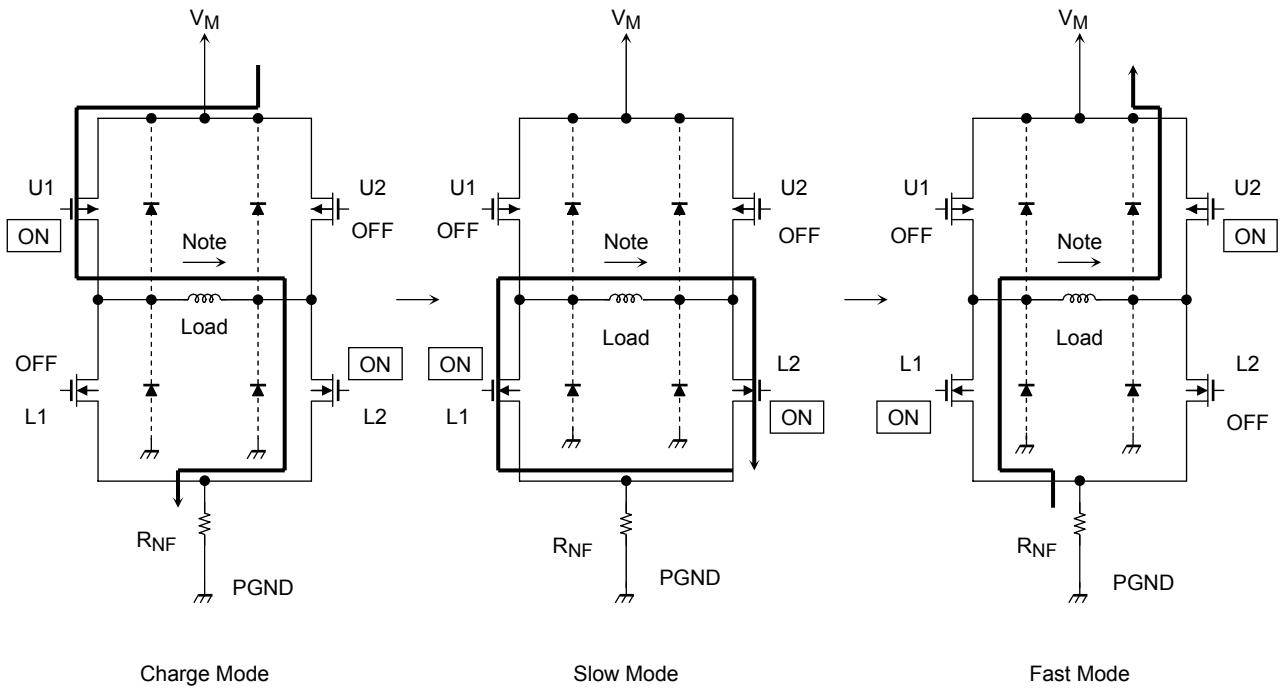 VM
U1
ON
U2
OFF
Note
Load
OFF
L1
ON
L2
RNF
PGND
Charge Mode
VM
U1
OFF
U2
OFF
Note
Load
ON
L1
L2
ON
RNF
PGND
Slow Mode
VM
U1
OFF
U2
ON
Note
Load
L1
ON
L2
OFF
RNF
PGND
Fast Mode